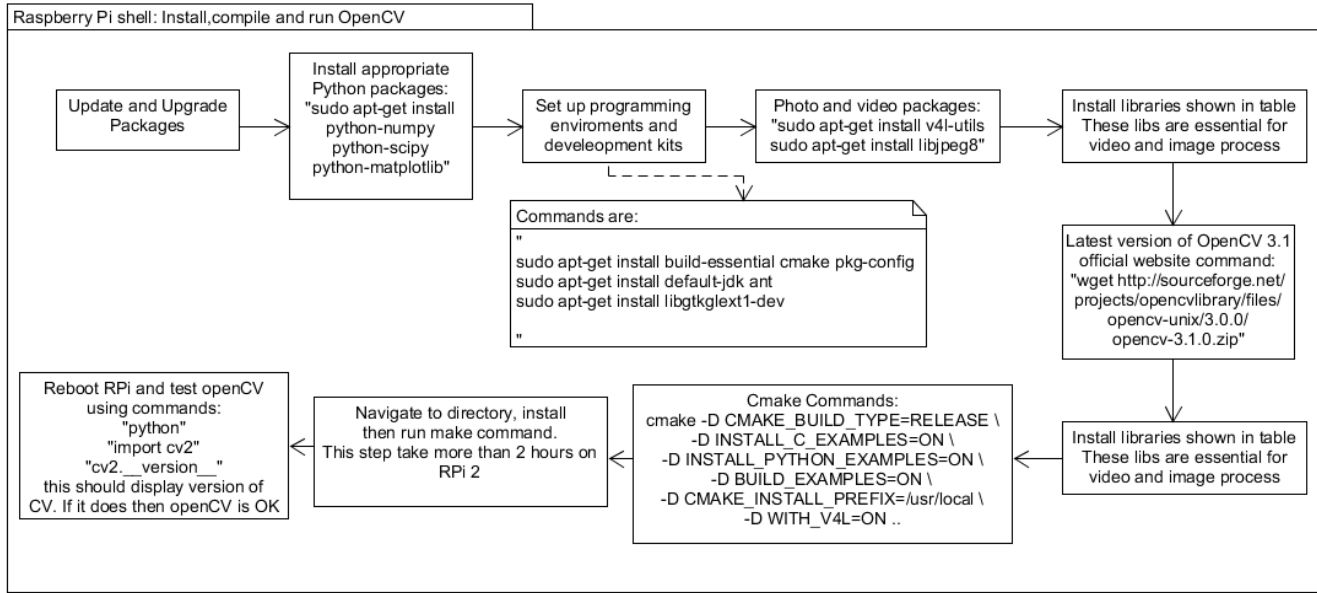 Raspberry Pi shell: Install,compile and run OpenCV
Update and Upgrade
Packages
Install appropriate
Python packages:
"sudo apt-get install
python-numpy
python-scipy
python-matplotlib"
Set up programming
enviroments and
develeopment kits
Photo and video packages:
"sudo apt-get install v4l-utils
sudo apt-get install libjpeg8"
Install libraries shown in table
These libs are essential for
video and image process
Commands are:
"
sudo apt-get install build-essential cmake pkg-config
sudo apt-get install default-jdk ant
sudo apt-get install libgtkglext1-dev
"
Latest version of OpenCV 3.1
official website command:
"wget http://sourceforge.net/
projects/opencvlibrary/files/
opencv-unix/3.0.0/
opencv-3.1.0.zip"
Install libraries shown in table
These libs are essential for
video and image process
Cmake Commands:
cmake -D CMAKE_BUILD_TYPE=RELEASE \
-D INSTALL_C_EXAMPLES=ON \
-D INSTALL_PYTHON_EXAMPLES=ON \
-D BUILD_EXAMPLES=ON \
-D CMAKE_INSTALL_PREFIX=/usr/local \
-D WITH_V4L=ON ..
Navigate to directory, install
then run make command.
This step take more than 2 hours on
RPi 2
Reboot RPi and test openCV
using commands:
"python"
"import cv2"
"cv2.__version__"
this should display version of
CV. If it does then openCV is OK